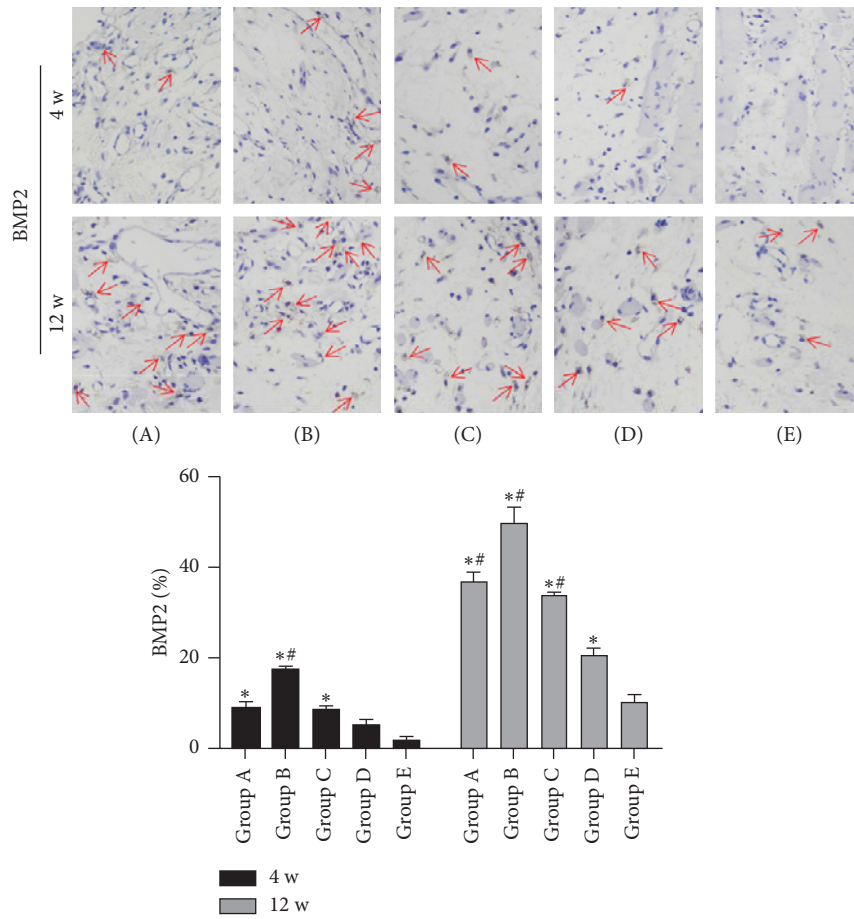 BMP2
4 w
12 w
(A) (B) (C) (D) (E)
60
40
20
0
BMP2 (%)
* *# * *# *# *# *
Group A Group B Group C Group D Group E Group A Group B Group C Group D Group E
4 w
12 w